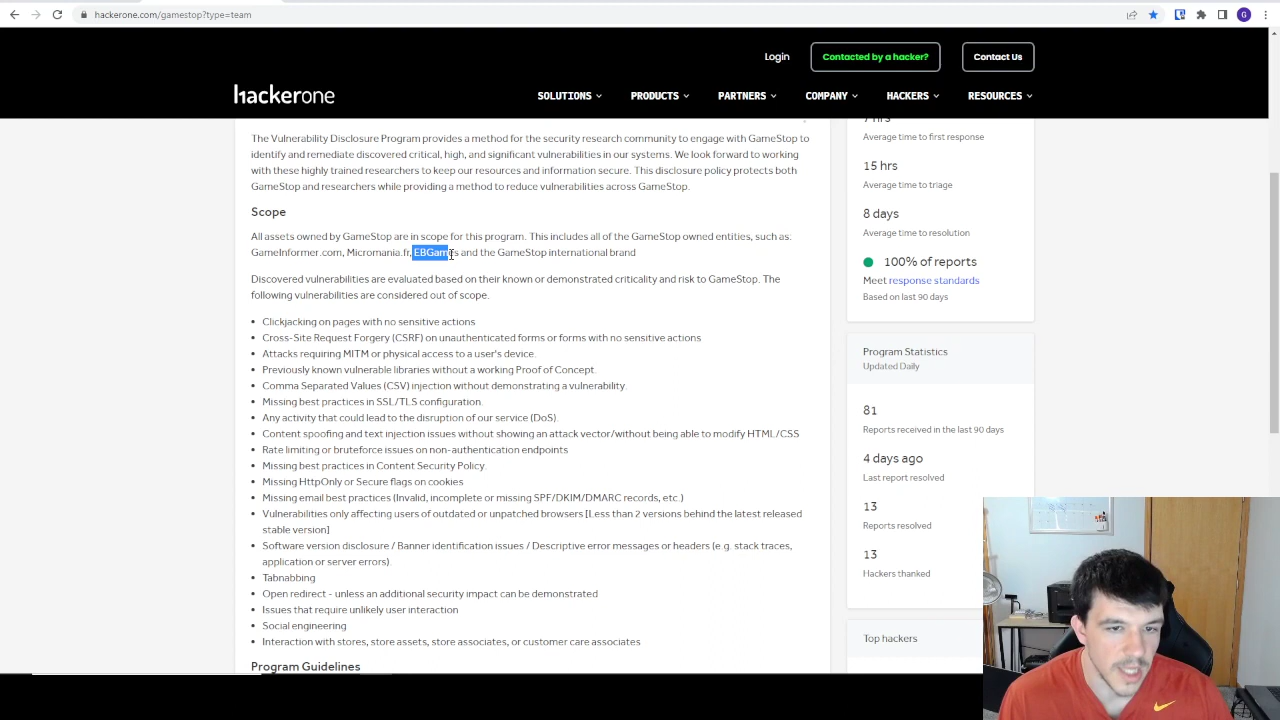 hackerone.com/gamestop?type=team
G
Login
Contacted by a hacker?
Contact Us
hackerone
SOLUTIONS
PRODUCTS
PARTNERS
COMPANY
HACKERS
RESOURCES
The Vulnerability Disclosure Program provides a method for the security research community to engage with GameStop to
identify and remediate discovered critical, high, and significant vulnerabilities in our systems. We look forward to working
with these highly trained researchers to keep our resources and information secure. This disclosure policy protects both
GameStop and researchers while providing a method to reduce vulnerabilities across GameStop.
Scope
All assets owned by GameStop are in scope for this program. This includes all of the GameStop owned entities, such as:
GameInformer.com, Micromania.fr, EBGames and the GameStop international brand
Discovered vulnerabilities are evaluated based on their known or demonstrated criticality and risk to GameStop. The
following vulnerabilities are considered out of scope.
• Clickjacking on pages with no sensitive actions
• Cross-Site Request Forgery (CSRF) on unauthenticated forms or forms with no sensitive actions
• Attacks requiring MITM or physical access to a user's device.
• Previously known vulnerable libraries without a working Proof of Concept.
• Comma Separated Values (CSV) injection without demonstrating a vulnerability.
• Missing best practices in SSL/TLS configuration.
• Any activity that could lead to the disruption of our service (DoS).
• Content spoofing and text injection issues without showing an attack vector/without being able to modify HTML/CSS
• Rate limiting or bruteforce issues on non-authentication endpoints
• Missing best practices in Content Security Policy.
• Missing HttpOnly or Secure flags on cookies
• Missing email best practices (Invalid, incomplete or missing SPF/DKIM/DMARC records, etc.)
• Vulnerabilities only affecting users of outdated or unpatched browsers [Less than 2 versions behind the latest released
stable version]
• Software version disclosure / Banner identification issues / Descriptive error messages or headers (e.g. stack traces,
application or server errors).
• Tabnabbing
• Open redirect - unless an additional security impact can be demonstrated
• Issues that require unlikely user interaction
• Social engineering
• Interaction with stores, store assets, store associates, or customer care associates
Program Guidelines
7 hrs
Average time to first response
15 hrs
Average time to triage
8 days
Average time to resolution
100% of reports
Meet response standards
Based on last 90 days
Program Statistics
Updated Daily
81
Reports received in the last 90 days
4 days ago
Last report resolved
13
Reports resolved
13
Hackers thanked
Top hackers